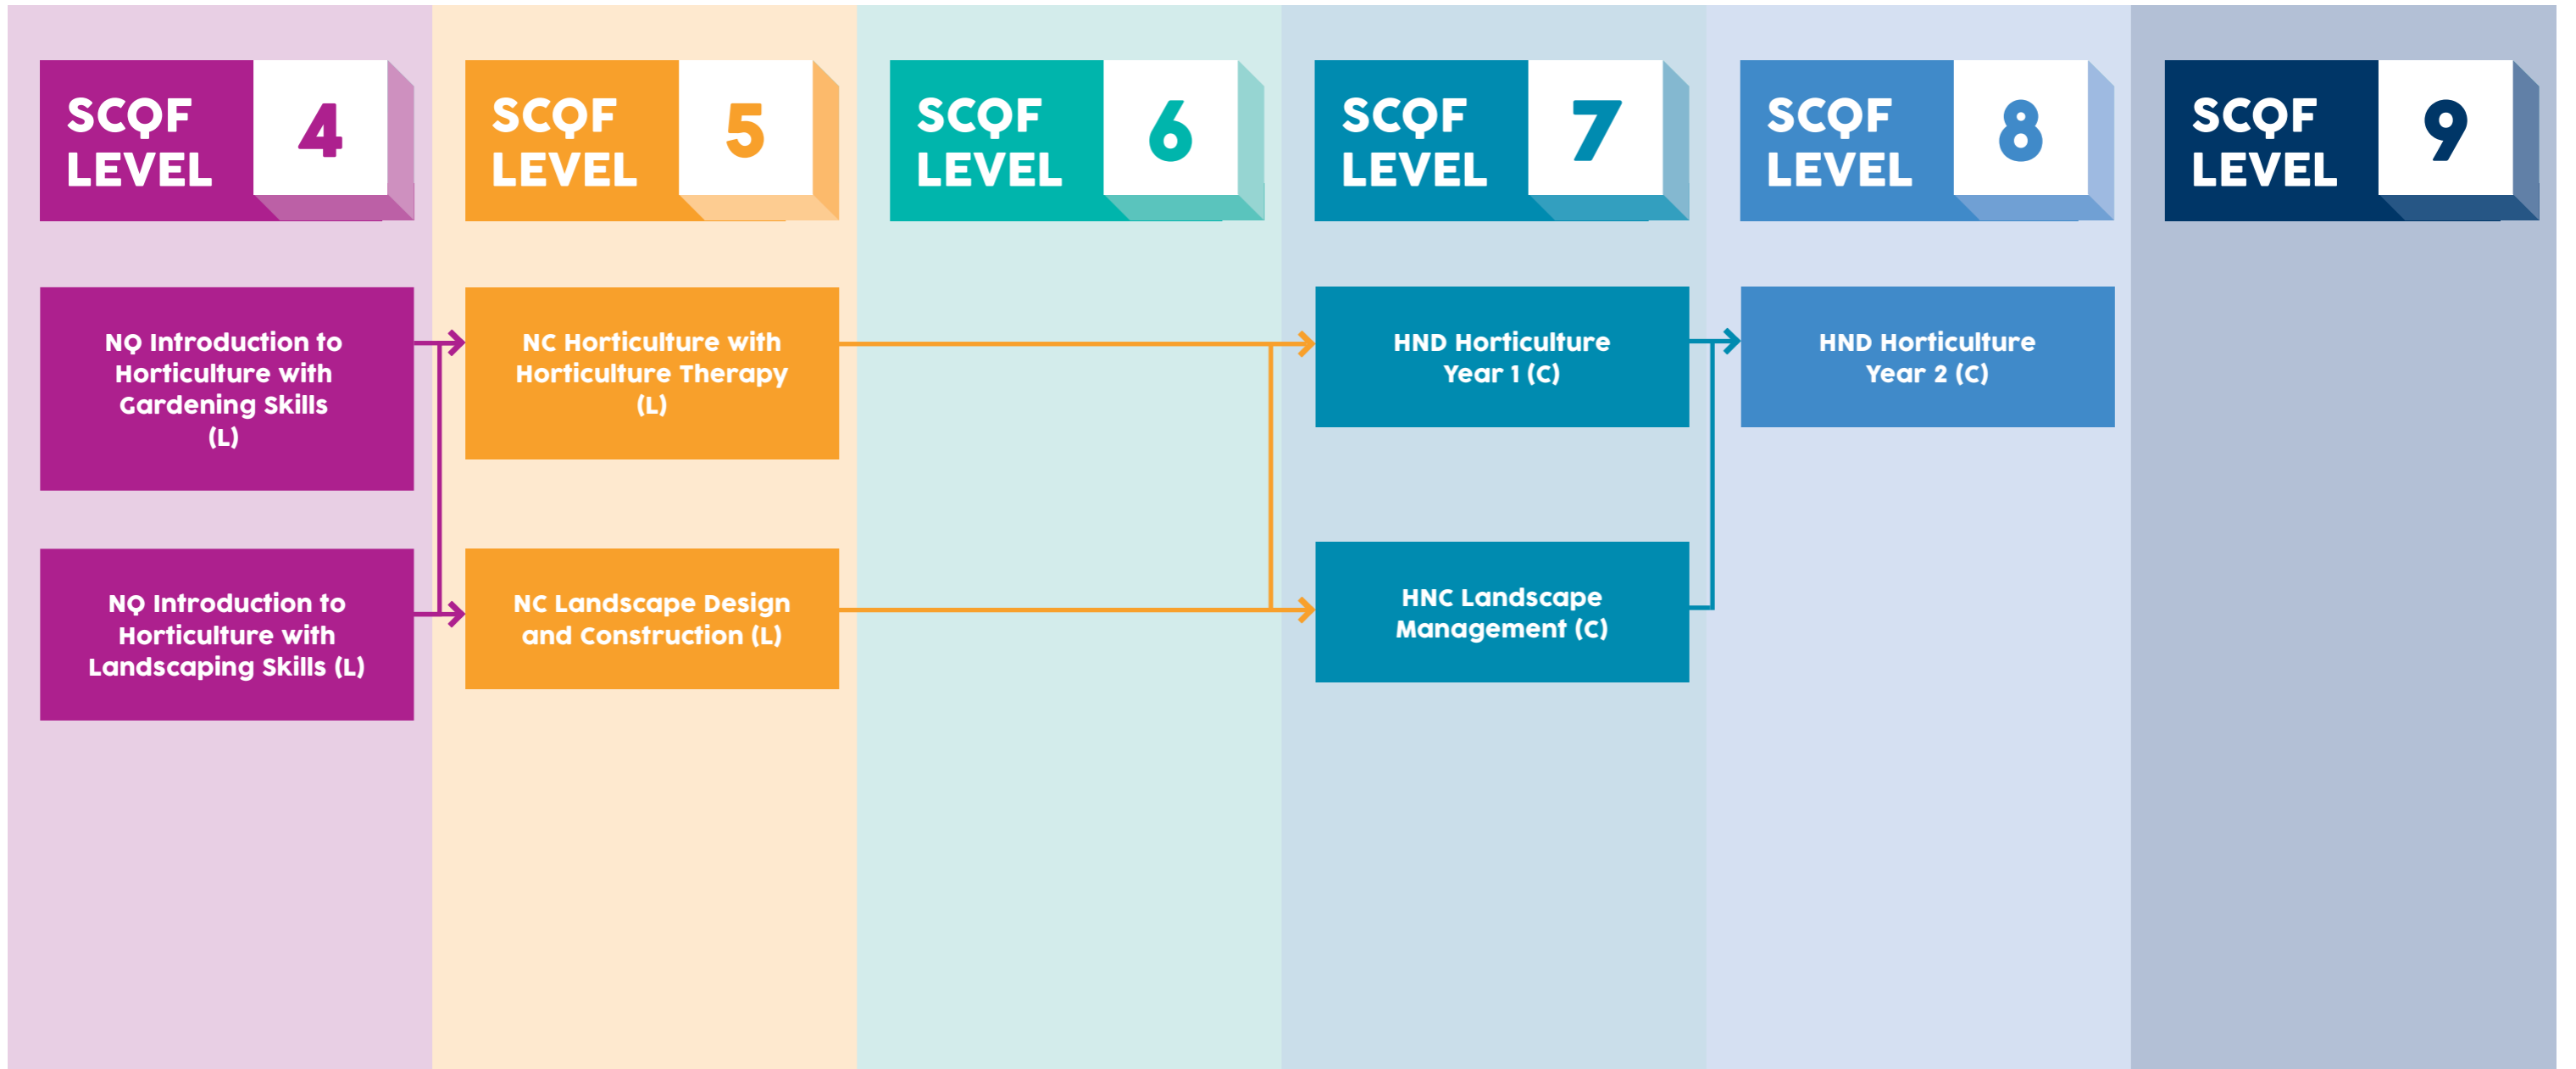 SCQF
LEVEL
4
SCQF
LEVEL
5
SCQF
LEVEL
6
SCQF
LEVEL
7
SCQF
LEVEL
8
SCQF
LEVEL
9
NQ Introduction to
Horticulture with
Gardening Skills
(L)
NC Horticulture with
Horticulture Therapy
(L)
HND Horticulture
Year 1 (C)
HND Horticulture
Year 2 (C)
NQ Introduction to
Horticulture with
Landscaping Skills (L)
NC Landscape Design
and Construction (L)
HNC Landscape
Management (C)